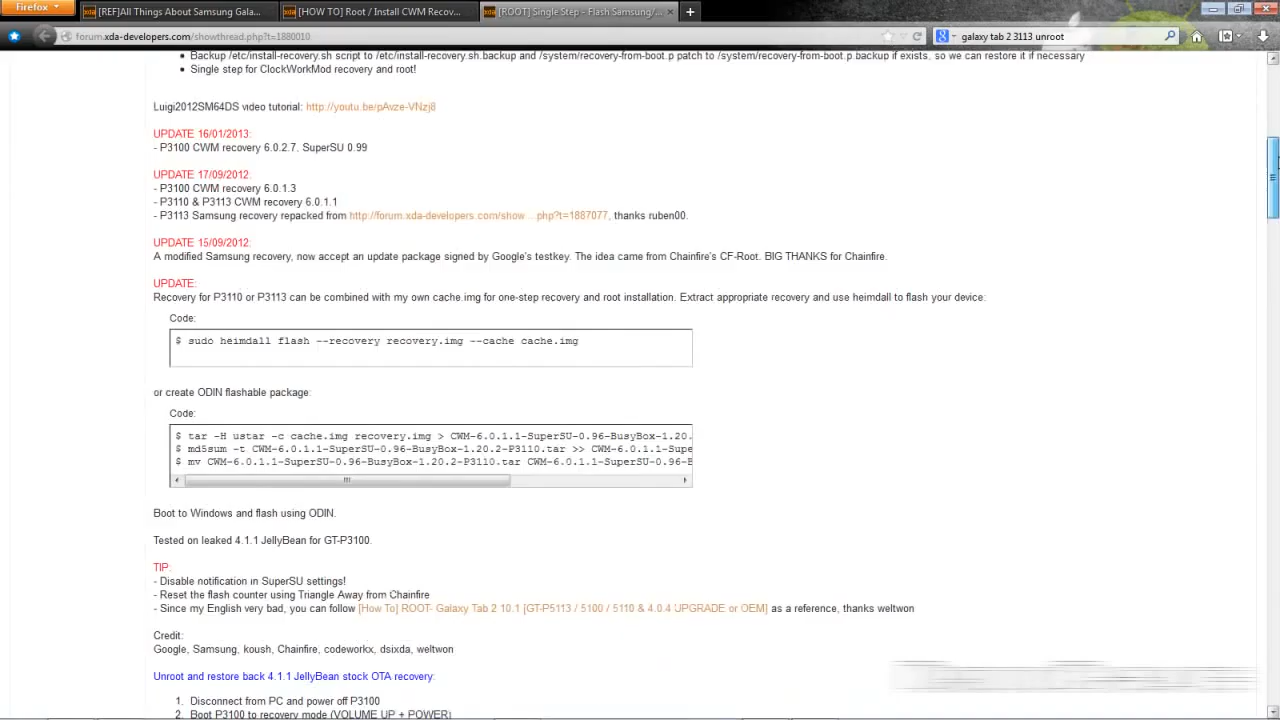 Firefox
[REF]All Things About Samsung Gala...
[HOW TO] Root / Install CWM Recov...
[ROOT] Single Step - Flash Samsung/...
forum.xda-developers.com/showthread.php?t=1880010
galaxy tab 2 3113 unroot
Backup /etc/install-recovery.sh script to /etc/install-recovery.sh.backup and /system/recovery-from-boot.p patch to /system/recovery-from-boot.p.backup if exists, so we can restore it if necessary
Single step for ClockWorkMod recovery and root!
Luigi2012SM64DS video tutorial: http://youtu.be/pAvze-VNzj8
UPDATE 16/01/2013:
- P3100 CWM recovery 6.0.2.7, SuperSU 0.99
UPDATE 17/09/2012:
- P3100 CWM recovery 6.0.1.3
- P3110 & P3113 CWM recovery 6.0.1.1
- P3113 Samsung recovery repacked from http://forum.xda-developers.com/show ... php?t=1887077, thanks ruben00.
UPDATE 15/09/2012:
A modified Samsung recovery, now accept an update package signed by Google's testkey. The idea came from Chainfire's CF-Root. BIG THANKS for Chainfire.
UPDATE:
Recovery for P3110 or P3113 can be combined with my own cache.img for one-step recovery and root installation. Extract appropriate recovery and use heimdall to flash your device:
Code:
$ sudo heimdall flash --recovery recovery.img --cache cache.img
or create ODIN flashable package:
Code:
$ tar -H ustar -c cache.img recovery.img > CWM-6.0.1.1-SuperSU-0.96-BusyBox-1.20.
$ md5sum -t CWM-6.0.1.1-SuperSU-0.96-BusyBox-1.20.2-P3110.tar >> CWM-6.0.1.1-Supe
$ mv CWM-6.0.1.1-SuperSU-0.96-BusyBox-1.20.2-P3110.tar CWM-6.0.1.1-SuperSU-0.96-B
Boot to Windows and flash using ODIN.
Tested on leaked 4.1.1 JellyBean for GT-P3100.
TIP:
- Disable notification in SuperSU settings!
- Reset the flash counter using Triangle Away from Chainfire
- Since my English very bad, you can follow [How To] ROOT- Galaxy Tab 2 10.1 [GT-P5113 / 5100 / 5110 & 4.0.4 UPGRADE or OEM] as a reference, thanks weltwon
Credit:
Google, Samsung, koush, Chainfire, codeworkx, dsixda, weltwon
Unroot and restore back 4.1.1 JellyBean stock OTA recovery:
1. Disconnect from PC and power off P3100
2. Boot P3100 to recovery mode (VOLUME UP + POWER)